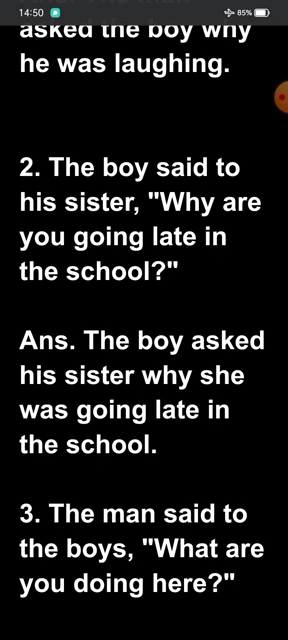 14:50
85%
asked the boy why
he was laughing.
2. The boy said to
his sister, "Why are
you going late in
the school?"
Ans. The boy asked
his sister why she
was going late in
the school.
3. The man said to
the boys, "What are
you doing here?"